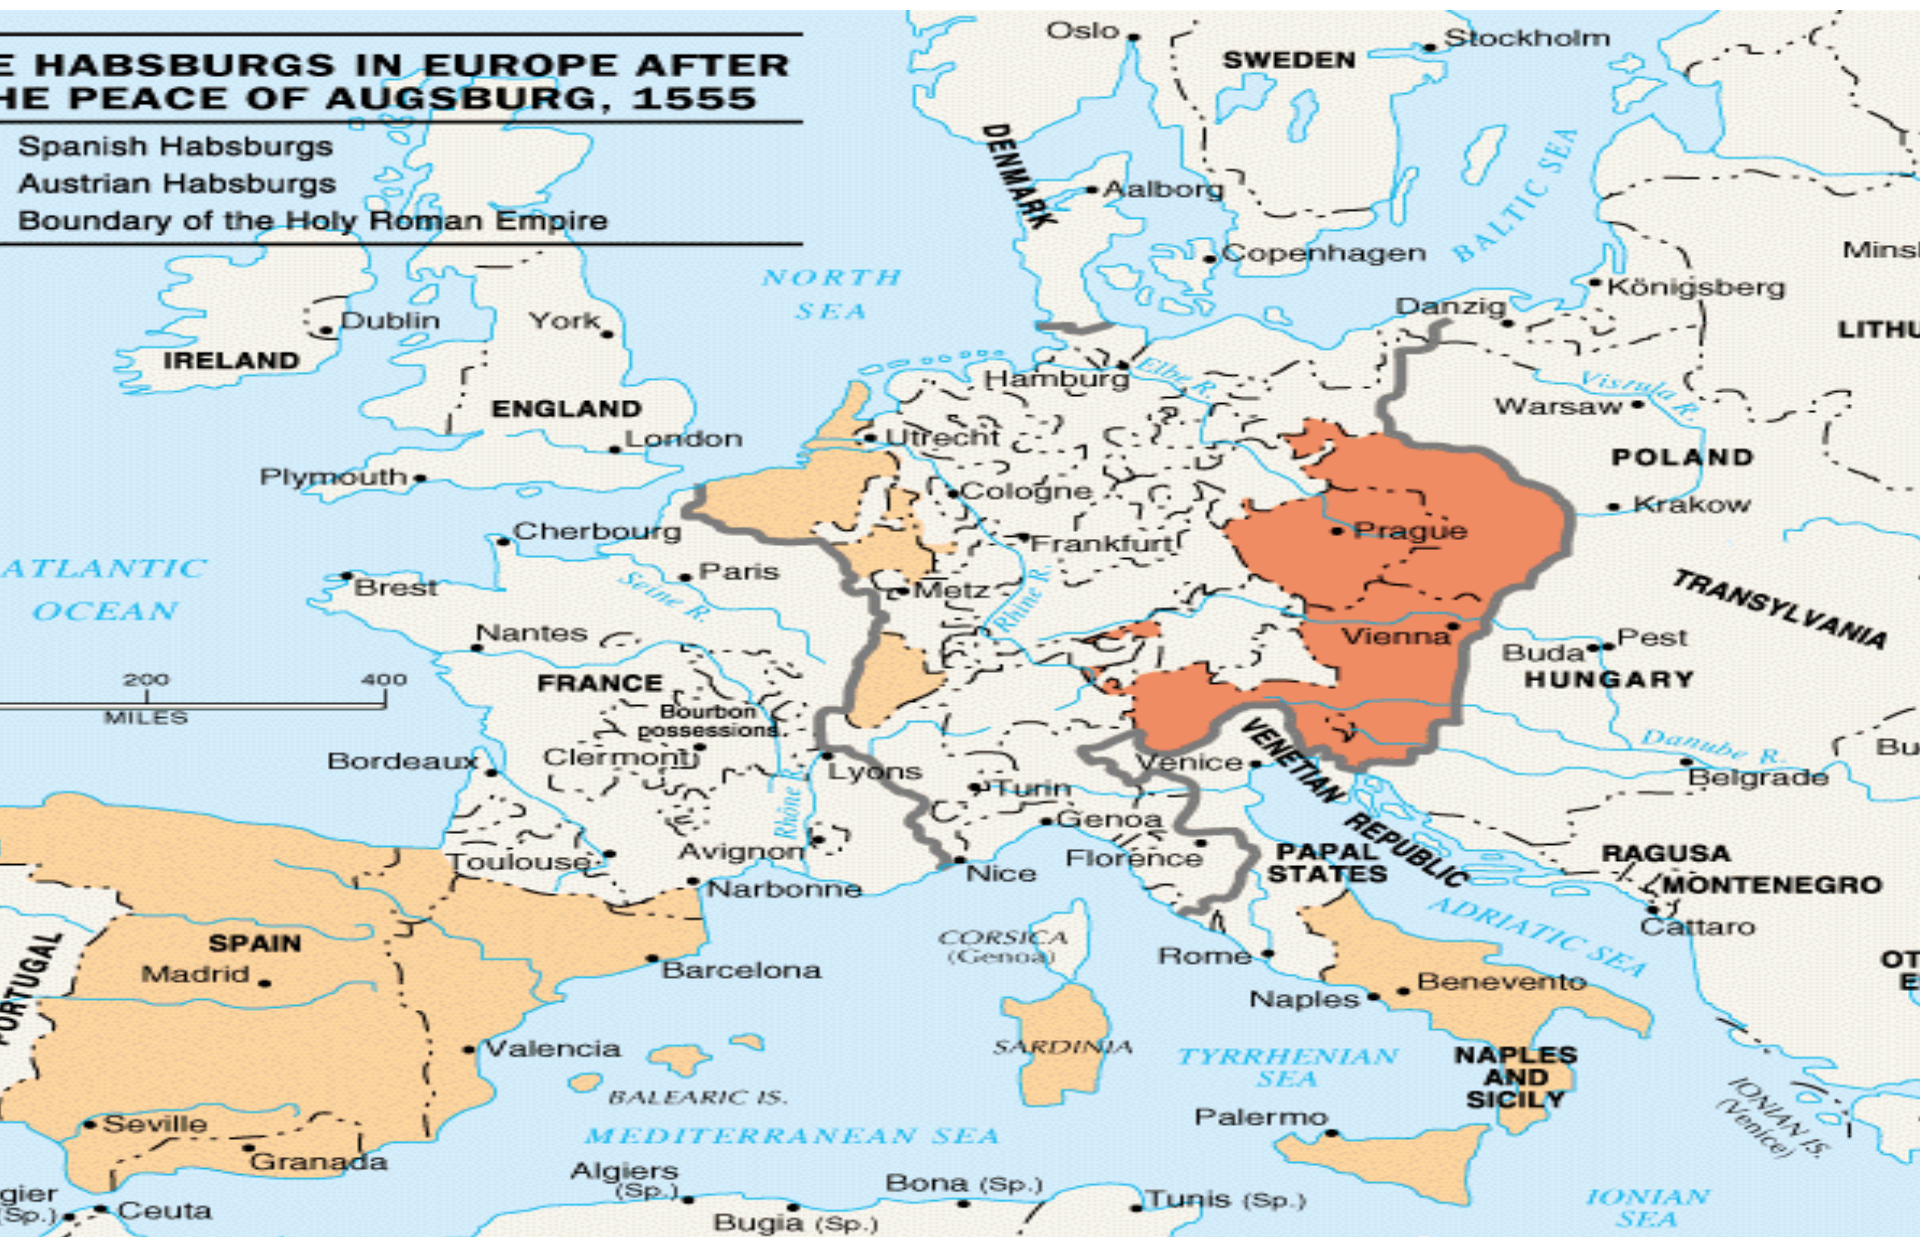 E HABSBURGS IN EUROPE AFTER
HE PEACE OF AUGSBURG, 1555
Spanish Habsburgs
Austrian Habsburgs
Boundary of the Holy Roman Empire
Oslo
SWEDEN
Stockholm
DENMARK
Aalborg
BALTIC SEA
Copenhagen
Minsk
NORTH
SEA
Königsberg
Danzig
LITHU
Dublin
York
IRELAND
Hamburg
Elbe R.
Vistula R.
Warsaw
ENGLAND
London
Utrecht
POLAND
Plymouth
Cologne
Krakow
Cherbourg
Prague
Frankfurt
ATLANTIC
OCEAN
Brest
Paris
Seine R.
Metz
Rhine R.
TRANSYLVANIA
Nantes
Vienna
Pest
Buda
HUNGARY
200
400
MILES
FRANCE
Bourbon
possessions
Clermont
Bordeaux
Lyons
Venice
VENETIAN
REPUBLIC
Danube R.
Bu
Belgrade
Turin
Rhône R.
Genoa
Toulouse
Avignon
Florence
PAPAL
STATES
RAGUSA
Nice
Narbonne
MONTENEGRO
Cattaro
ADRIATIC SEA
PORTUGAL
SPAIN
Madrid
Barcelona
CORSICA
(Genoa)
Rome
OT
E
Naples
Benevento
Valencia
SARDINIA
TYRRHENIAN
SEA
NAPLES
AND
SICILY
BALEARIC IS.
IONIAN IS.
(Venice)
Seville
MEDITERRANEAN SEA
Palermo
Granada
Algiers
(Sp.)
Bona (Sp.)
Tunis (Sp.)
gier
(Sp.)
Ceuta
Bugia (Sp.)
IONIAN
SEA